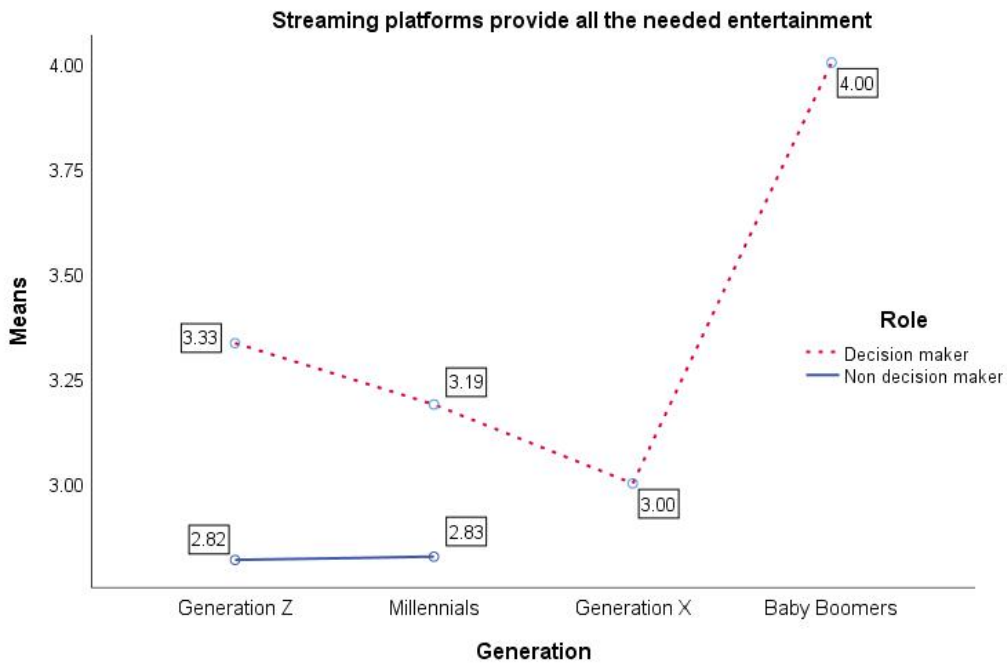 Streaming platforms provide all the needed entertainment
4.00
4.00
3.75
3.50
Means
3.33
3.19
3.25
Role
Decision maker
Non decision maker
3.00
3.00
2.82
2.83
Generation Z
Millennials
Generation X
Baby Boomers
Generation